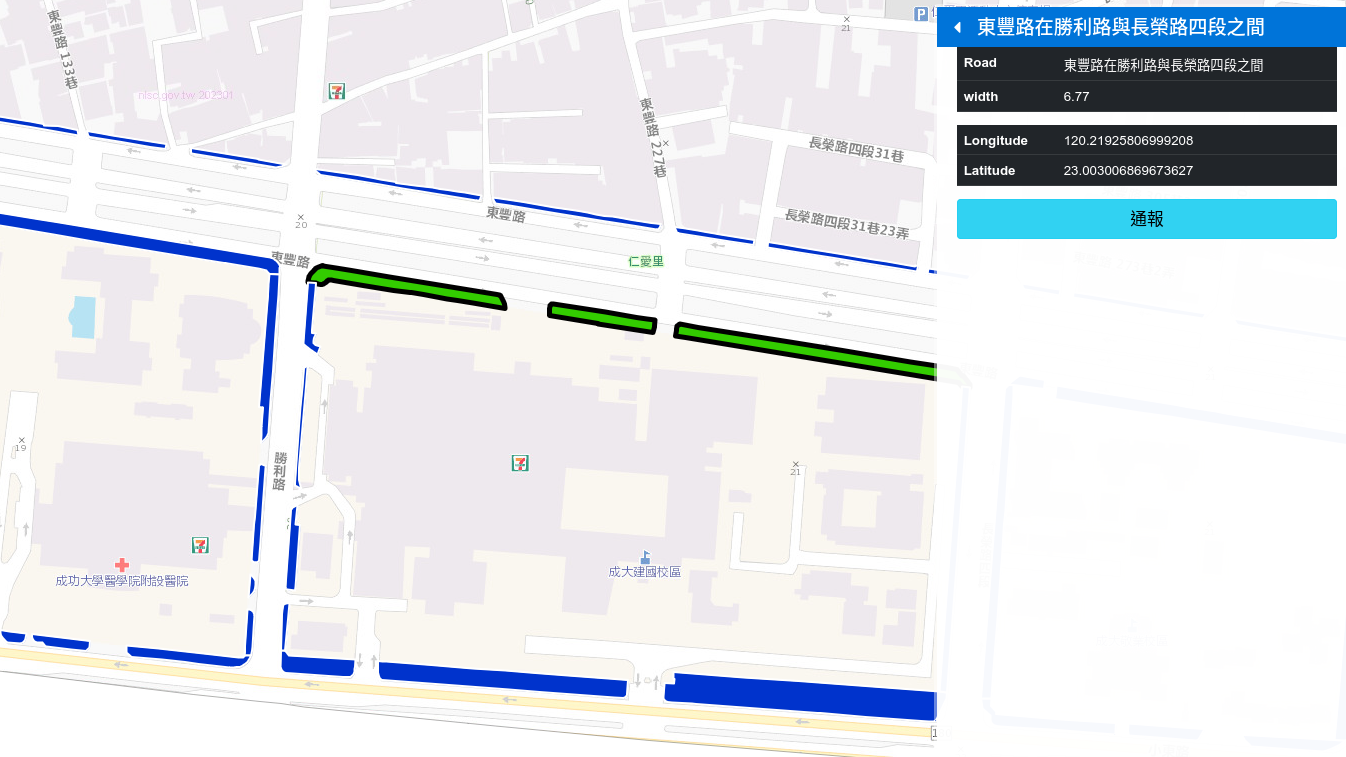 東豐路在勝利路與長榮路四段之間
Road 東豐路在勝利路與長榮路四段之間
width 6.77
Longitude 120.21925806999208
Latitude 23.003006869673627
通報
東豐路 133巷
nlsc.gov.tw 202301
21
東豐路 227巷
長榮路四段31巷
長榮路四段31巷23弄
東豐路
20
東豐路
仁愛里
19
勝利路
21
成功大學醫學院附設醫院
成大建國校區